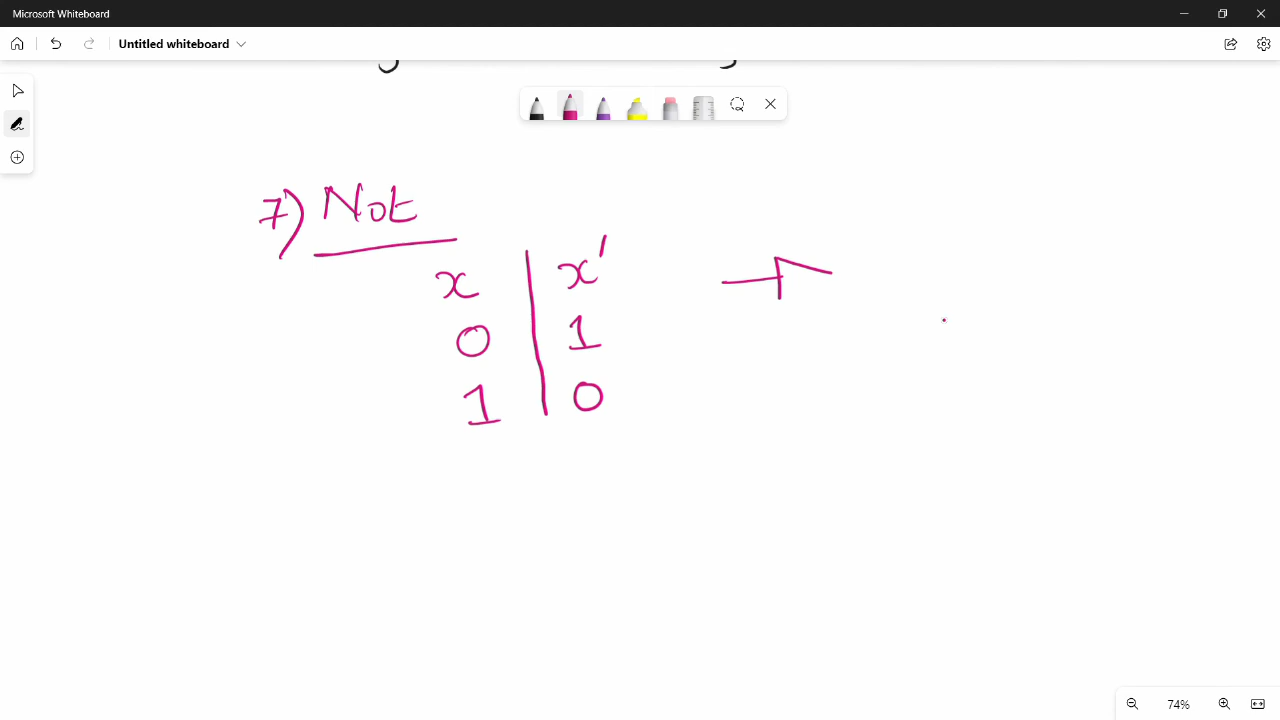 Microsoft Whiteboard
Untitled whiteboard
7) Not
x x'
0 1
1 0
74%